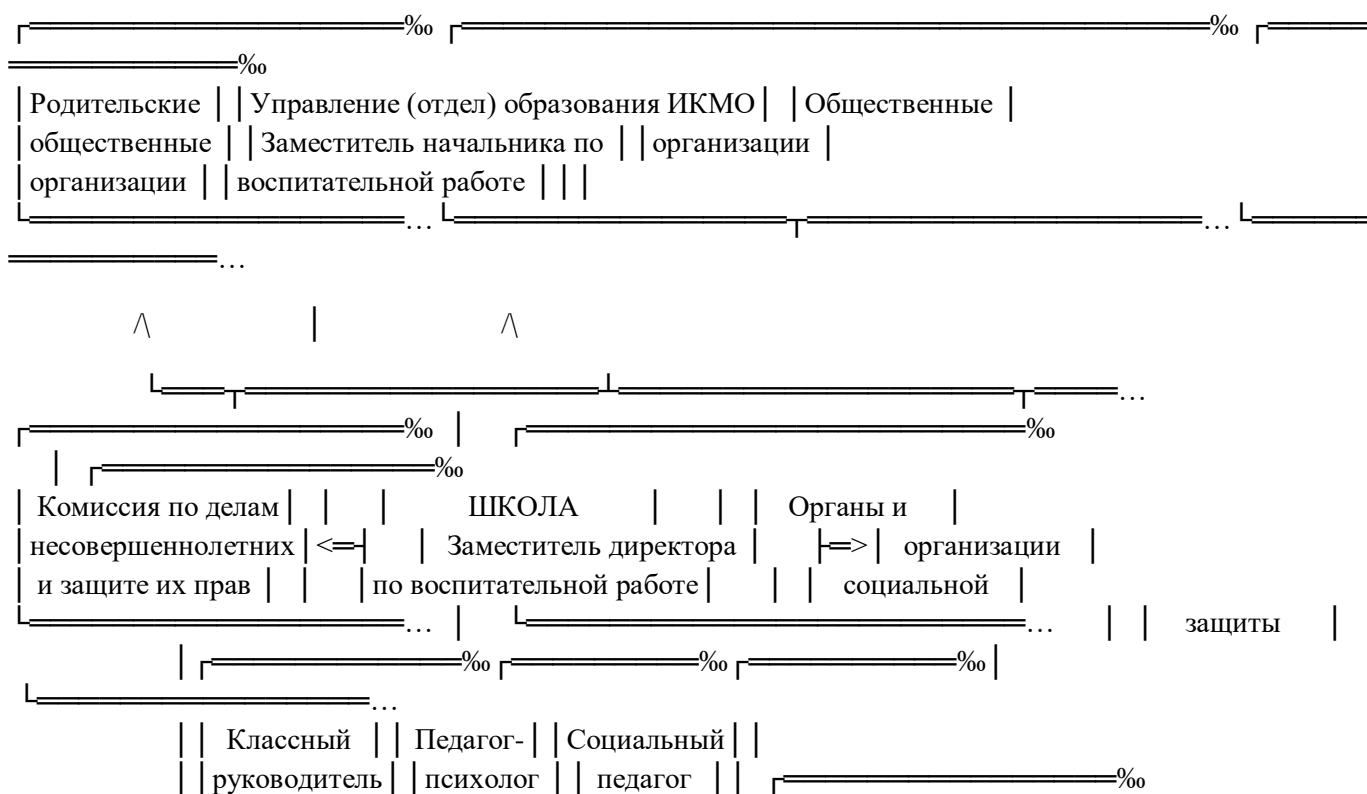 Родительские Управление (отдел) образования ИКМО Общественные
общественные Заместитель начальника по организации
организации воспитательной работе
Комиссия по делам ШКОЛА Органы и
несовершеннолетних Заместитель директора организации
и защите их прав по воспитательной работе социальной
защиты
Классный Педагог- Социальный
руководитель психолог педагог